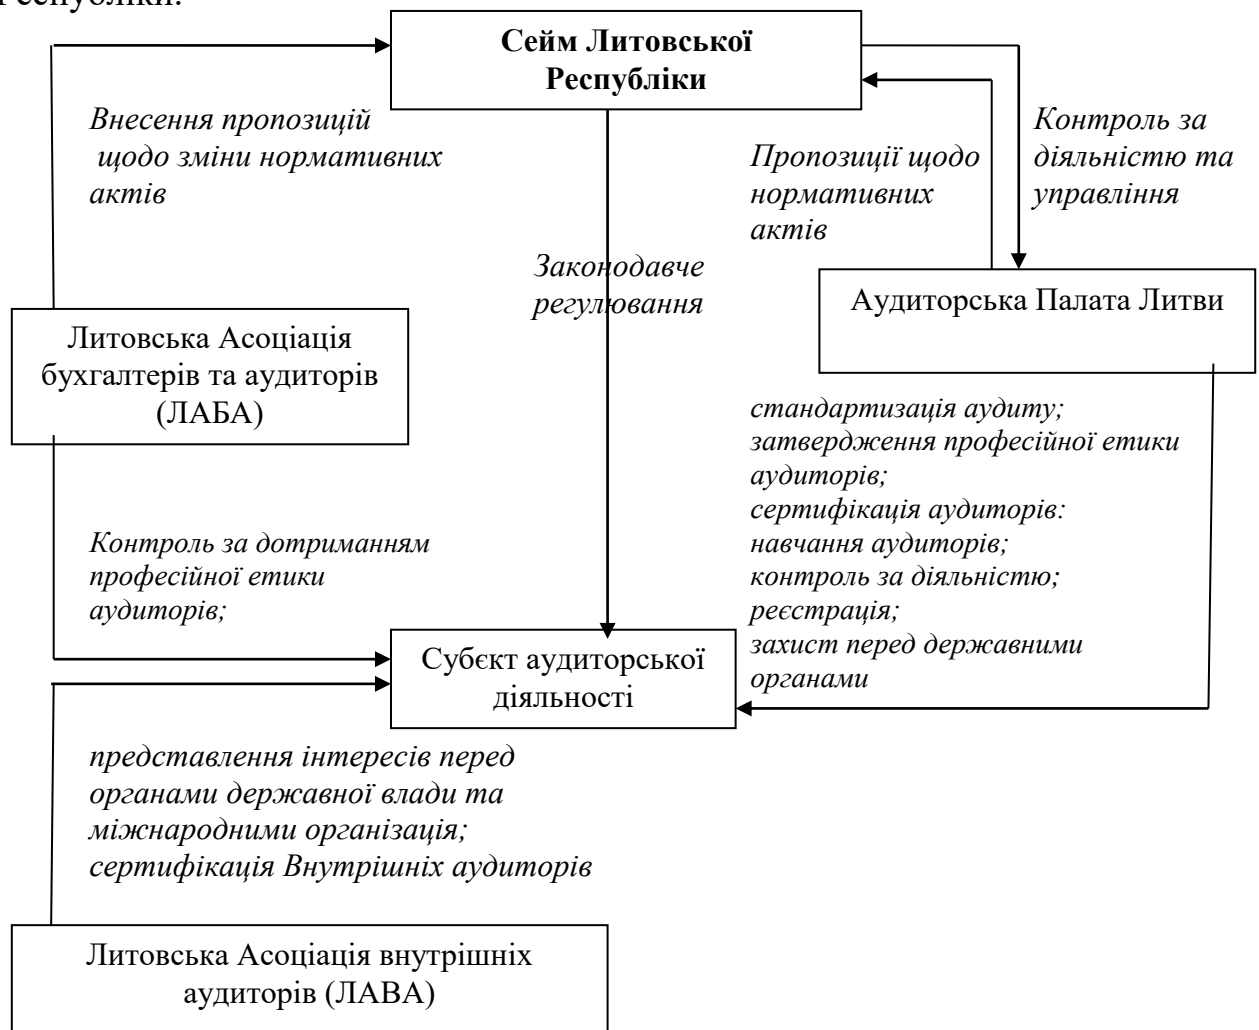 Республіки.
Сейм Литовської
Республіки
Внесення пропозицій
щодо зміни нормативних
актів
Пропозиції щодо
нормативних
актів
Контроль за
діяльністю та
управління
Законодавче
регулювання
Аудиторська Палата Литви
Литовська Асоціація
бухгалтерів та аудиторів
(ЛАБА)
стандартизація аудиту;
затвердження професійної етики
аудиторів;
сертифікація аудиторів:
навчання аудиторів;
контроль за діяльністю;
реєстрація;
захист перед державними
органами
Контроль за дотриманням
професійної етики
аудиторів;
Субєкт аудиторської
діяльності
представлення інтересів перед
органами державної влади та
міжнародними організація;
сертифікація Внутрішніх аудиторів
Литовська Асоціація внутрішніх
аудиторів (ЛАВА)